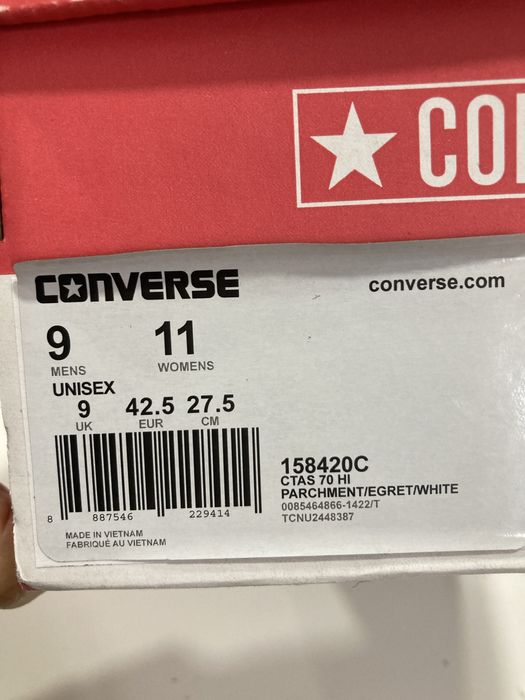 CO
CONVERSE
converse.com
9 11
MENS WOMENS
UNISEX
9 42.5 27.5
UK EUR CM
8 887546 229414
158420C
CTAS 70 HI
PARCHMENT/EGRET/WHITE
0085464866-1422/T
TCNU2448387
MADE IN VIETNAM
FABRIQUÉ AU VIETNAM